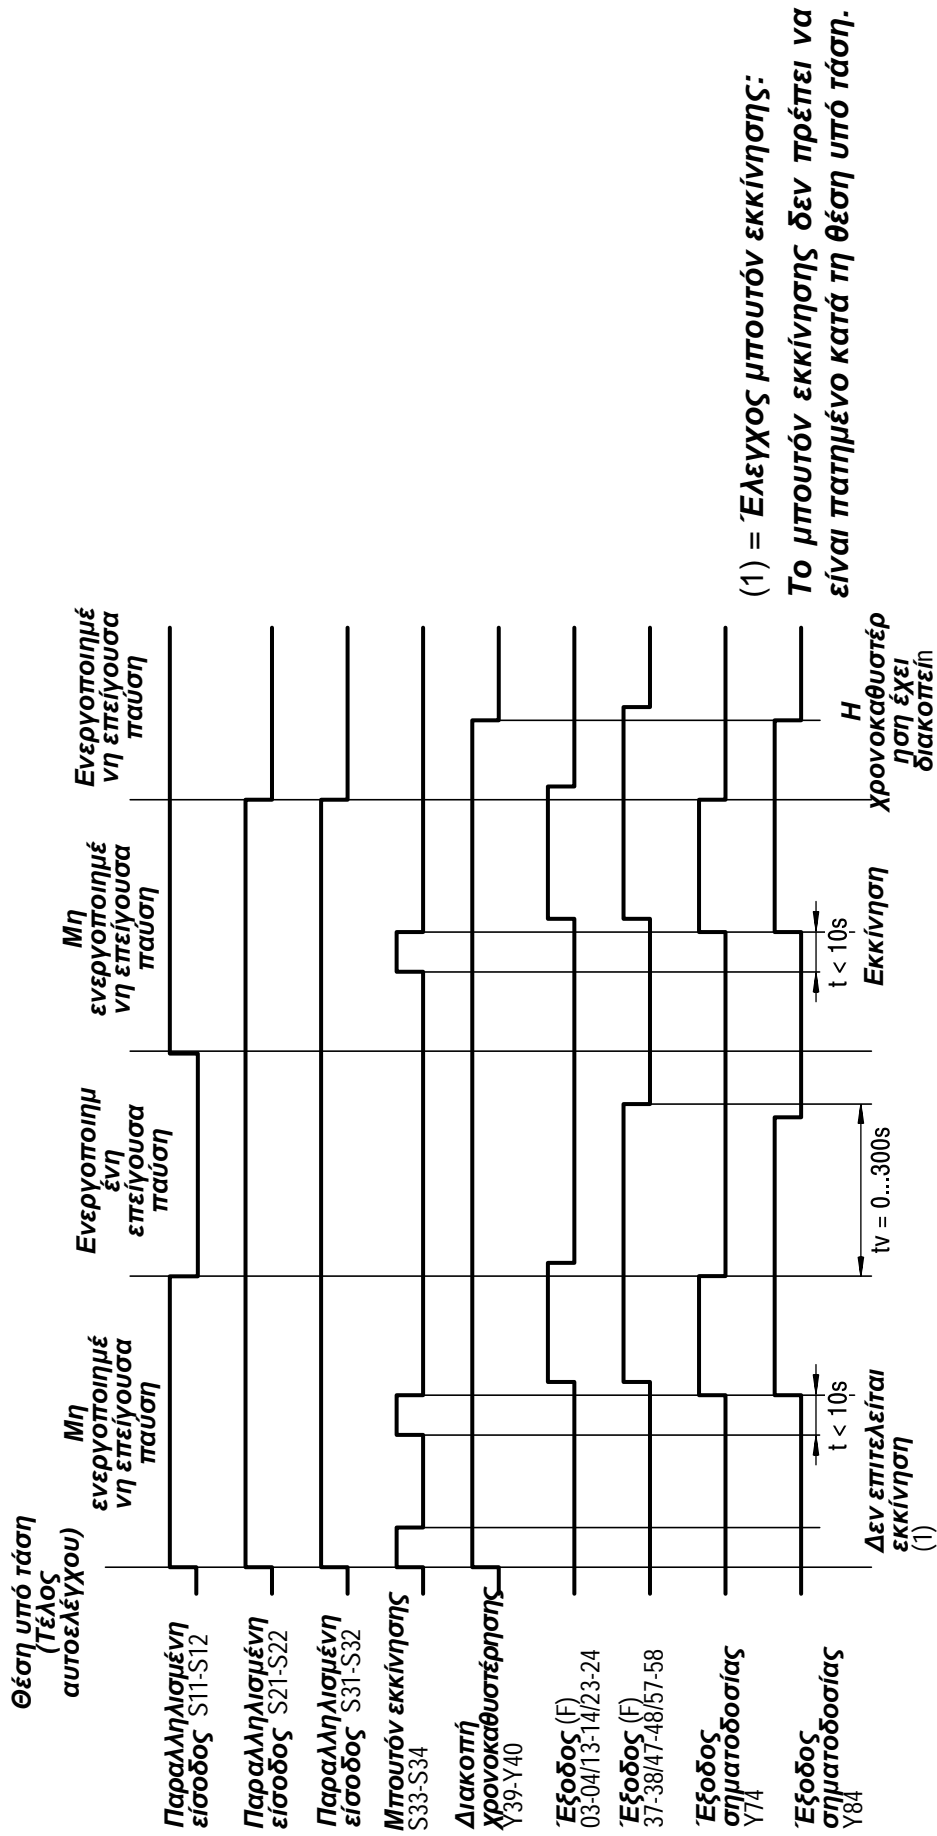 Θέση υπό τάση
(Τέλος
αυτοελέγχου)
Μη
ενεργοποιημέ
νη επείγουσα
παύση
Ενεργοποιημ
ένη
επείγουσα
παύση
Μη
ενεργοποιημέ
νη επείγουσα
παύση
Ενεργοποιημέ
νη επείγουσα
παύση
Παραλληλισμένη
είσοδος S11-S12
Παραλληλισμένη
είσοδος S21-S22
Παραλληλισμένη
είσοδος S31-S32
Μπουτόν εκκίνησης
S33-S34
Διακοπή
χρονοκαθυστέρησης
Y39-Y40
Έξοδος (F)
03-04/13-14/23-24
Έξοδος (F)
37-38/47-48/57-58
Έξοδος
σηματοδοσίας
Y74
Έξοδος
σηματοδοσίας
Y84
t < 10s
tv = 0...300s
t < 10s
Δεν επιτελείται
εκκίνηση
(1)
Εκκίνηση
Η
χρονοκαθυστέρ
ηση έχει
διακοπείn
(1) = Έλεγχος μπουτόν εκκίνησης:
Το μπουτόν εκκίνησης δεν πρέπει να
είναι πατημένο κατά τη θέση υπό τάση.